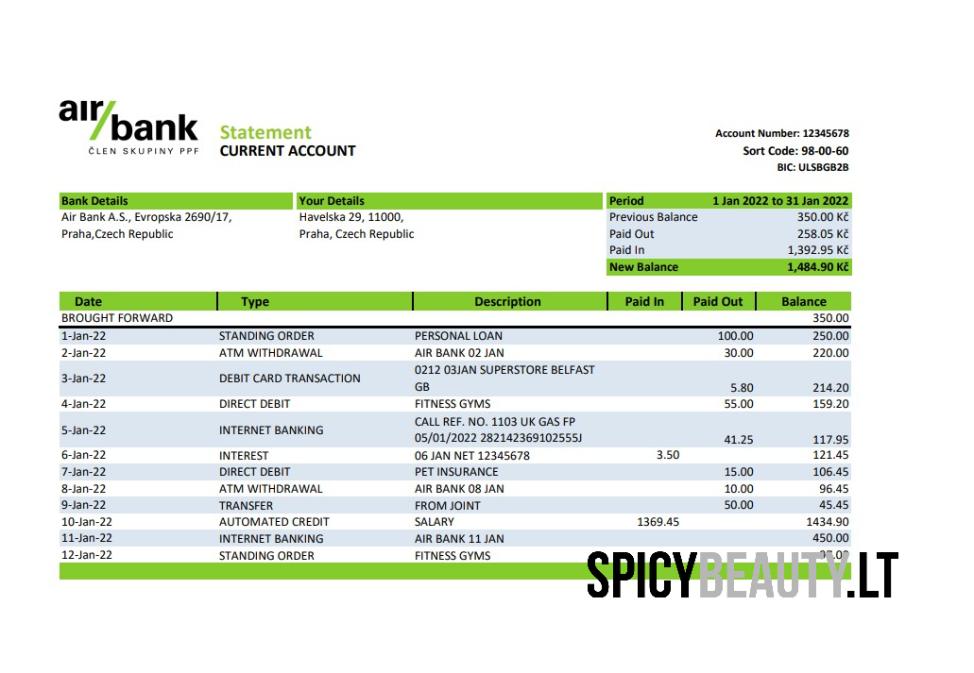 air bank
ČLEN SKUPINY PPF
Statement
CURRENT ACCOUNT
Account Number: 12345678
Sort Code: 98-00-60
BIC: ULSBGB2B
Bank Details
Air Bank A.S., Evropska 2690/17,
Praha,Czech Republic
Your Details
Havelska 29, 11000,
Praha, Czech Republic
Period 1 Jan 2022 to 31 Jan 2022
Previous Balance 350.00 Kč
Paid Out 258.05 Kč
Paid In 1,392.95 Kč
New Balance 1,484.90 Kč
Date Type Description Paid In Paid Out Balance
BROUGHT FORWARD 350.00
1-Jan-22 STANDING ORDER PERSONAL LOAN 100.00 250.00
2-Jan-22 ATM WITHDRAWAL AIR BANK 02 JAN 30.00 220.00
3-Jan-22 DEBIT CARD TRANSACTION 0212 03JAN SUPERSTORE BELFAST
GB 5.80 214.20
4-Jan-22 DIRECT DEBIT FITNESS GYMS 55.00 159.20
5-Jan-22 INTERNET BANKING CALL REF. NO. 1103 UK GAS FP
05/01/2022 282142369102555J 41.25 117.95
6-Jan-22 INTEREST 06 JAN NET 12345678 3.50 121.45
7-Jan-22 DIRECT DEBIT PET INSURANCE 15.00 106.45
8-Jan-22 ATM WITHDRAWAL AIR BANK 08 JAN 10.00 96.45
9-Jan-22 TRANSFER FROM JOINT 50.00 45.45
10-Jan-22 AUTOMATED CREDIT SALARY 1369.45 1434.90
11-Jan-22 INTERNET BANKING AIR BANK 11 JAN 450.00
12-Jan-22 STANDING ORDER FITNESS GYMS
SPICYBEAUTY.LT